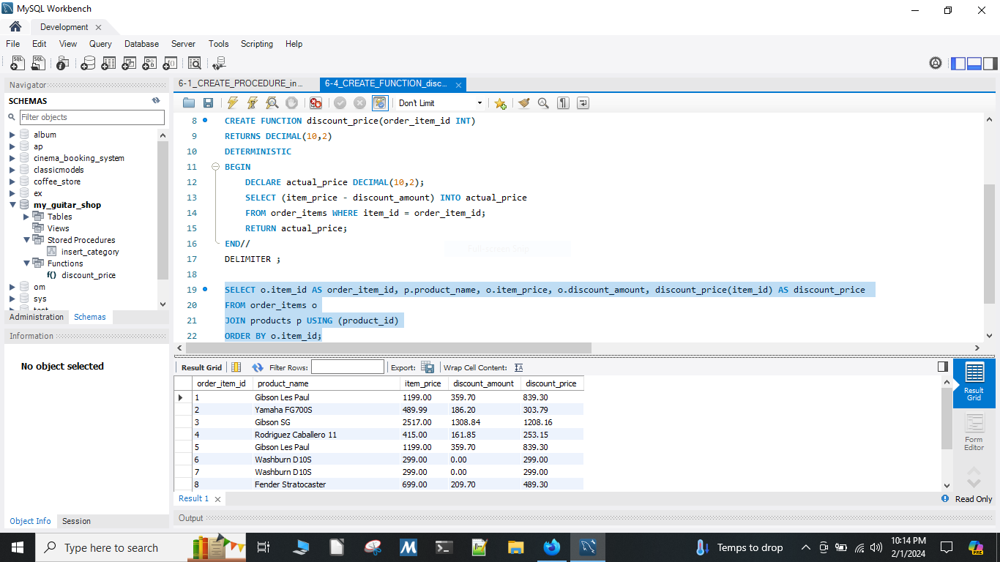 MySQL Workbench
Development
File Edit View Query Database Server Tools Scripting Help
Navigator
SCHEMAS
Filter objects
album
ap
cinema_booking_system
classicmodels
coffee_store
ex
my_guitar_shop
Tables
Views
Stored Procedures
insert_category
Functions
f() discount_price
om
sys
Administration Schemas
Information
No object selected
Object Info Session
6-1_CREATE_PROCEDURE_in... 6-4_CREATE_FUNCTION_disc...
Don't Limit
8 CREATE FUNCTION discount_price(order_item_id INT)
9 RETURNS DECIMAL(10,2)
10 DETERMINISTIC
11 BEGIN
12 DECLARE actual_price DECIMAL(10,2);
13 SELECT (item_price - discount_amount) INTO actual_price
14 FROM order_items WHERE item_id = order_item_id;
15 RETURN actual_price;
16 END//
Full-screen Snip
17 DELIMITER ;
18
19 SELECT o.item_id AS order_item_id, p.product_name, o.item_price, o.discount_amount, discount_price(item_id) AS discount_price
20 FROM order_items o
21 JOIN products p USING (product_id)
22 ORDER BY o.item_id;
Result Grid Filter Rows: Export: Wrap Cell Content:
order_item_id product_name item_price discount_amount discount_price
1 Gibson Les Paul 1199.00 359.70 839.30
2 Yamaha FG700S 489.99 186.20 303.79
3 Gibson SG 2517.00 1308.84 1208.16
4 Rodriguez Caballero 11 415.00 161.85 253.15
5 Gibson Les Paul 1199.00 359.70 839.30
6 Washburn D10S 299.00 0.00 299.00
7 Washburn D10S 299.00 0.00 299.00
8 Fender Stratocaster 699.00 209.70 489.30
Result
Grid
Form
Editor
Result 1
Read Only
Output
Type here to search
Temps to drop
10:14 PM
2/1/2024